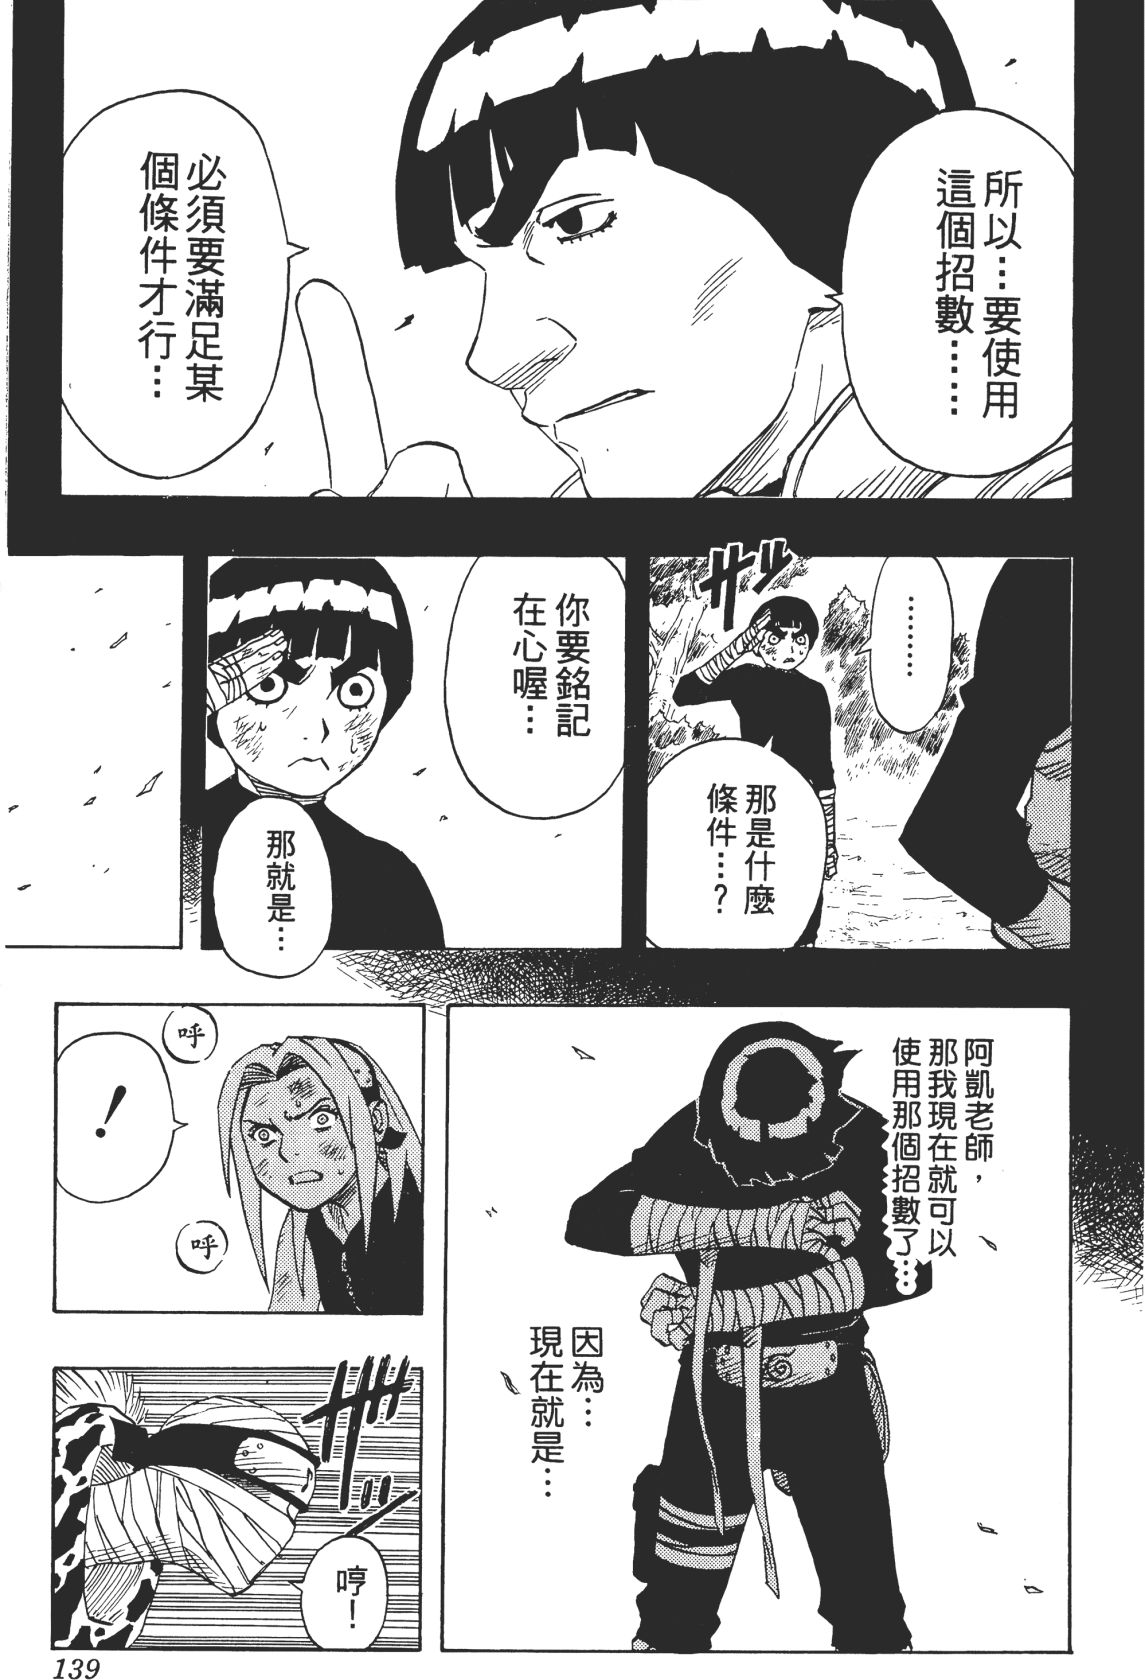 所以…要使用
這個招數……
必須要滿足某
個條件才行…
………
ザッ
那是什麼
條件…?
你要銘記
在心喔…
那就是…
阿凱老師，
那我現在就可以
使用那個招數了…
因為…
現在就是…
呼
!
呼
哼!
139